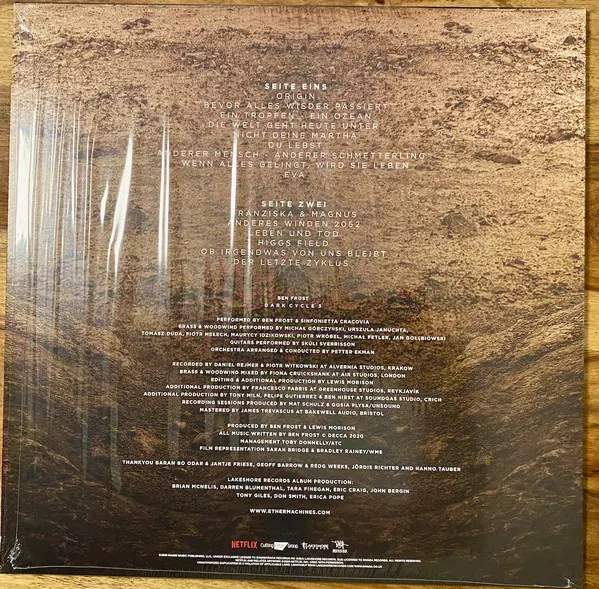 SEITE EINS
ORIGIN
BEVOR ALLES WIEDER PASSIERT
EIN TROPFEN - EIN OZEAN
DIE WELT GEHT HEUTE UNTER
NICHT DEINE MARTHA
DU LEBST
ANDERER MENSCH - ANDERER SCHMETTERLING
WENN ALLES GELINGT, WIRD SIE LEBEN
EVA
SEITE ZWEI
FRANZISKA & MAGNUS
ANDERES WINDEN 2052
LEBEN UND TOD
HIGGS FIELD
OB IRGENDWAS VON UNS BLEIBT
DER LETZTE ZYKLUS
BEN FROST
DARK CYCLE 3
PERFORMED BY BEN FROST & SINFONIETTA CRACOVIA
BRASS & WOODWIND PERFORMED BY MICHAŁ GÓRCZYŃSKI, URSZULA JANUCHTA,
TOMASZ DUDA, PIOTR MELECH, MAURYCY IDZIKOWSKI, PIOTR WRÓBEL, MICHAŁ FETLER, JAN GOŁĘBIOWSKI
GUITARS PERFORMED BY SKÚLI SVERRISSON
ORCHESTRA ARRANGED & CONDUCTED BY PETTER EKMAN
RECORDED BY DANIEL REJMER & PIOTR WITKOWSKI AT ALVERNIA STUDIOS, KRAKOW
BRASS & WOODWIND MIXED BY FIONA CRUICKSHANK AT AIR STUDIOS, LONDON
EDITING & ADDITIONAL PRODUCTION BY LEWIS MORISON
ADDITIONAL PRODUCTION BY FRANCESCO FABRIS AT GREENHOUSE STUDIOS, REYKJAVÍK
ADDITIONAL PRODUCTION BY TONY MILN, FELIPE GUTIERREZ & BEN HIRST AT SOUNDGAS STUDIO, CRICH
RECORDING SESSIONS PRODUCED BY MAT SCHULZ & GOSIA PLYSA/UNSOUND
MASTERED BY JAMES TREVASCUS AT BAKEWELL AUDIO, BRISTOL
PRODUCED BY BEN FROST & LEWIS MORISON
ALL MUSIC WRITTEN BY BEN FROST © DECCA 2020
MANAGEMENT TOBY DONNELLY/ATC
FILM REPRESENTATION SARAH BRIDGE & BRADLEY RAINEY/WME
THANKYOU BARAN BO ODAR & JANTJE FRIESE, GEOFF BARROW & REDG WEEKS, JÖRDIS RICHTER AND HANNO TAUBER
LAKESHORE RECORDS ALBUM PRODUCTION:
BRIAN MCNELIS, DARREN BLUMENTHAL, TARA FINEGAN, ERIC CRAIG, JOHN BERGIN
TONY GILES, DON SMITH, ERICA POPE
WWW.ETHERMACHINES.COM
NETFLIX